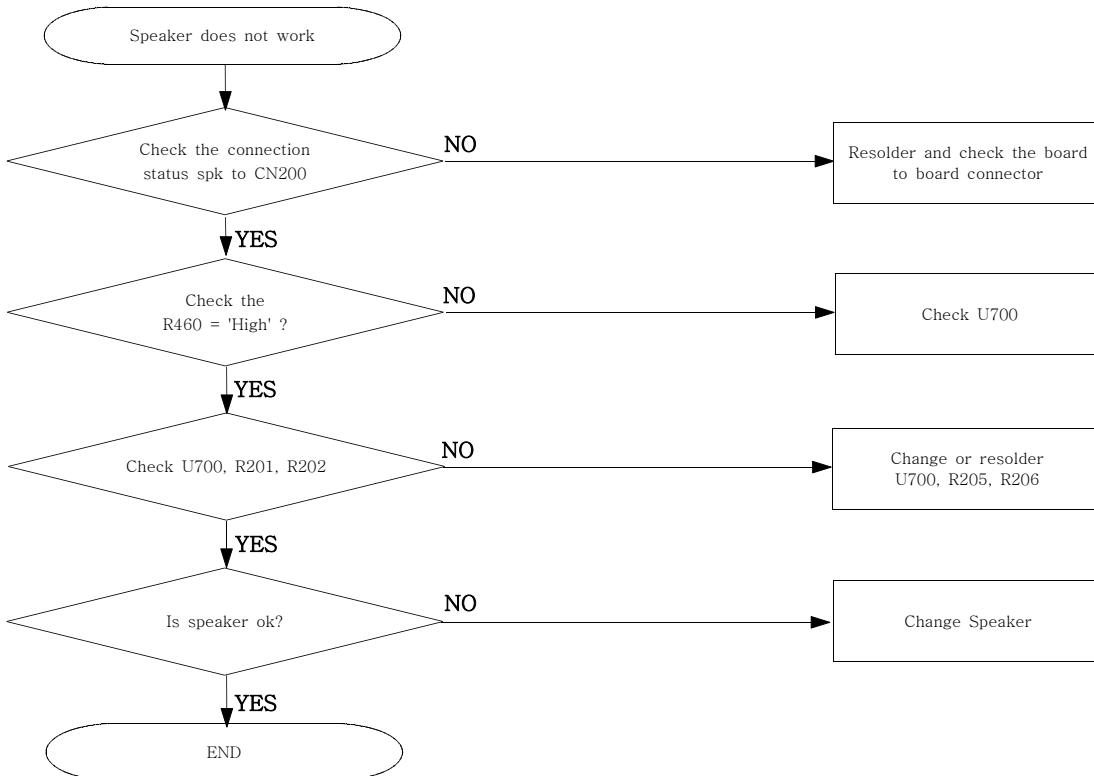 Speaker does not work
Check the connection
status spk to CN200
NO
Resolder and check the board
to board connector
YES
Check the
R460 = 'High' ?
NO
Check U700
YES
Check U700, R201, R202
NO
Change or resolder
U700, R205, R206
YES
Is speaker ok?
NO
Change Speaker
YES
END